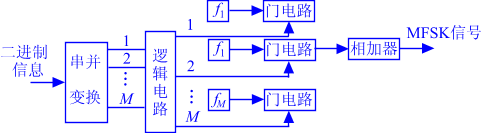 f₁ 门电路
1
二进制
信息
串并
变换
1
2
⋮
M
逻辑电路
f₁ 门电路 相加器 MFSK信号
2
⋮
f_M 门电路
M